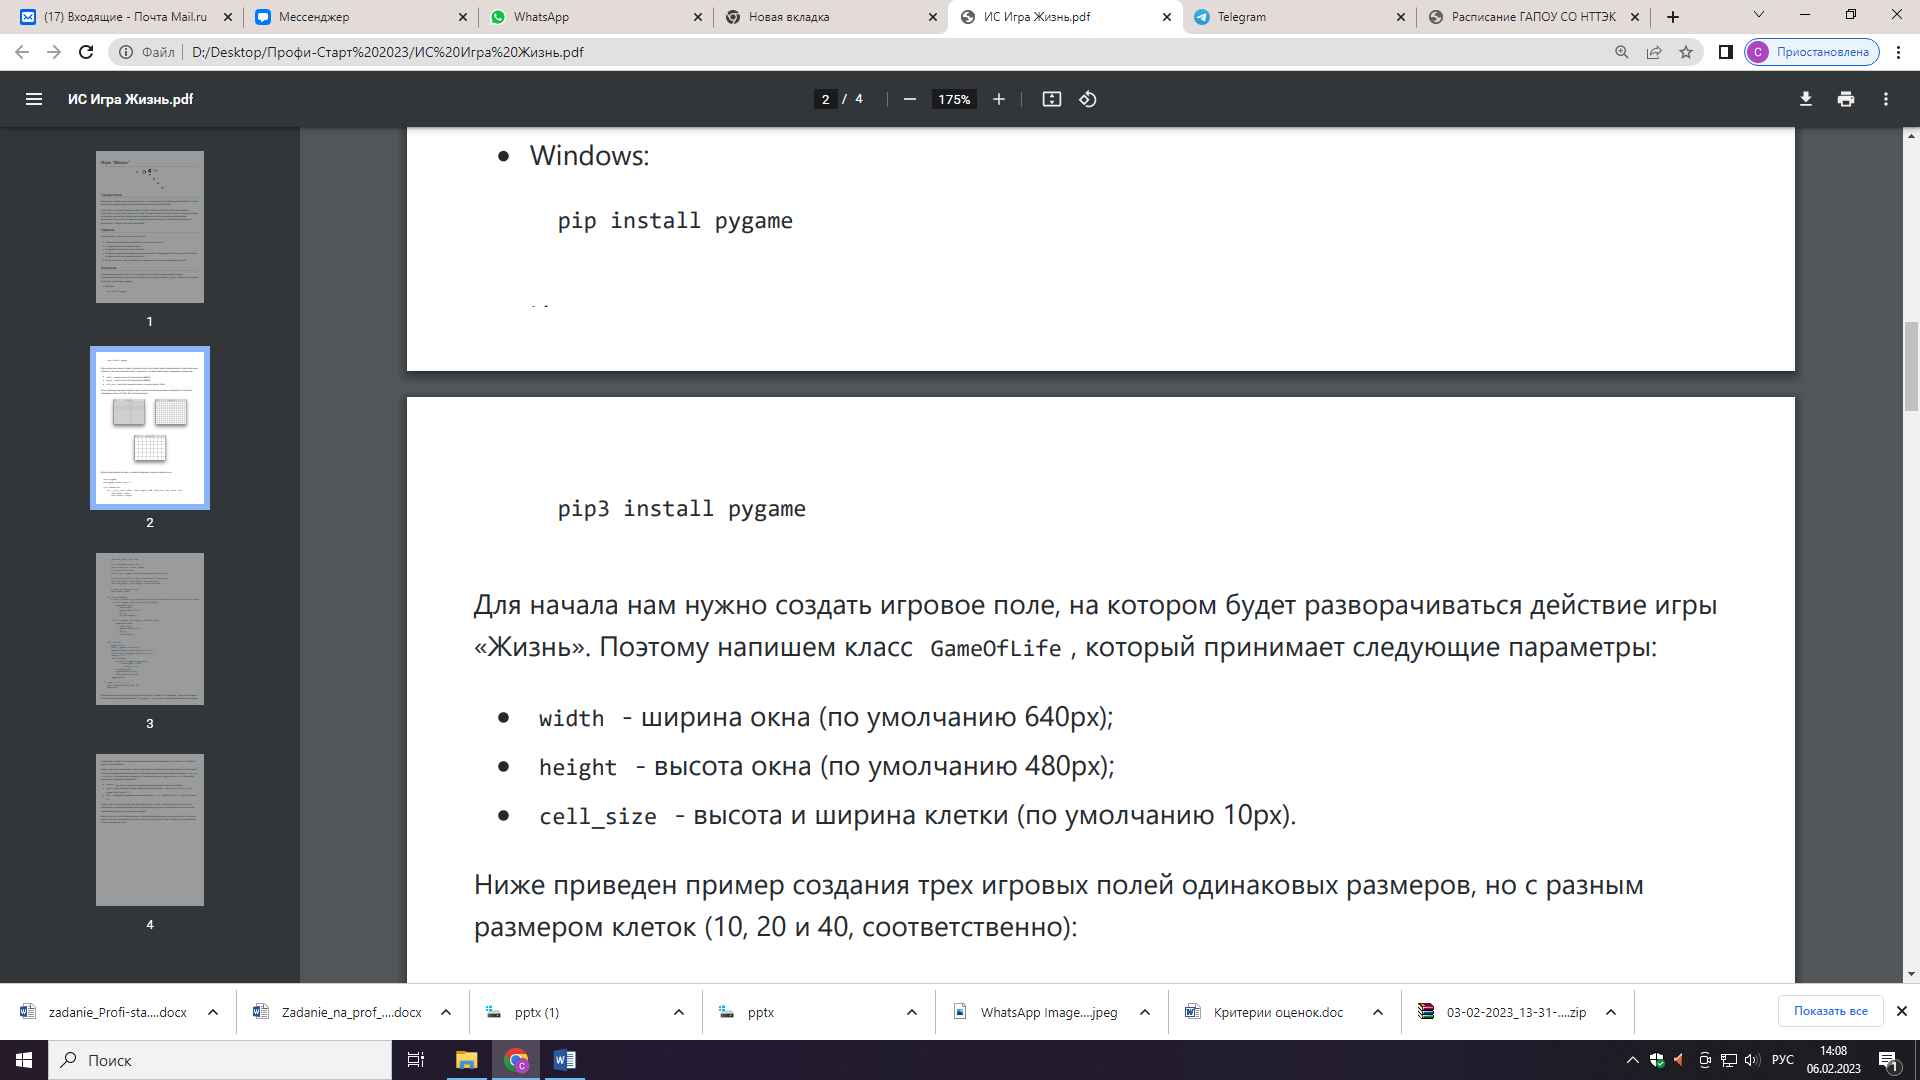 (17) Входящие - Почта Mail.ru
Мессенджер
WhatsApp
Новая вкладка
ИС Игра Жизнь.pdf
Telegram
Расписание ГАПОУ СО НТТЭК
Файл
D:/Desktop/Профи-Старт%202023/ИС%20Игра%20Жизнь.pdf
С Приостановлена
ИС Игра Жизнь.pdf
2 / 4
175%
1
2
3
4
• Windows:
pip install pygame
pip3 install pygame
Для начала нам нужно создать игровое поле, на котором будет разворачиваться действие игры
«Жизнь». Поэтому напишем класс GameOfLife , который принимает следующие параметры:
• width - ширина окна (по умолчанию 640px);
• height - высота окна (по умолчанию 480px);
• cell_size - высота и ширина клетки (по умолчанию 10px).
Ниже приведен пример создания трех игровых полей одинаковых размеров, но с разным
размером клеток (10, 20 и 40, соответственно):
zadanie_Profi-sta....docx
Zadanie_na_prof_....docx
pptx (1)
pptx
WhatsApp Image....jpeg
Критерии оценок.doc
03-02-2023_13-31-....zip
Показать все
Поиск
РУС
14:08
06.02.2023
1